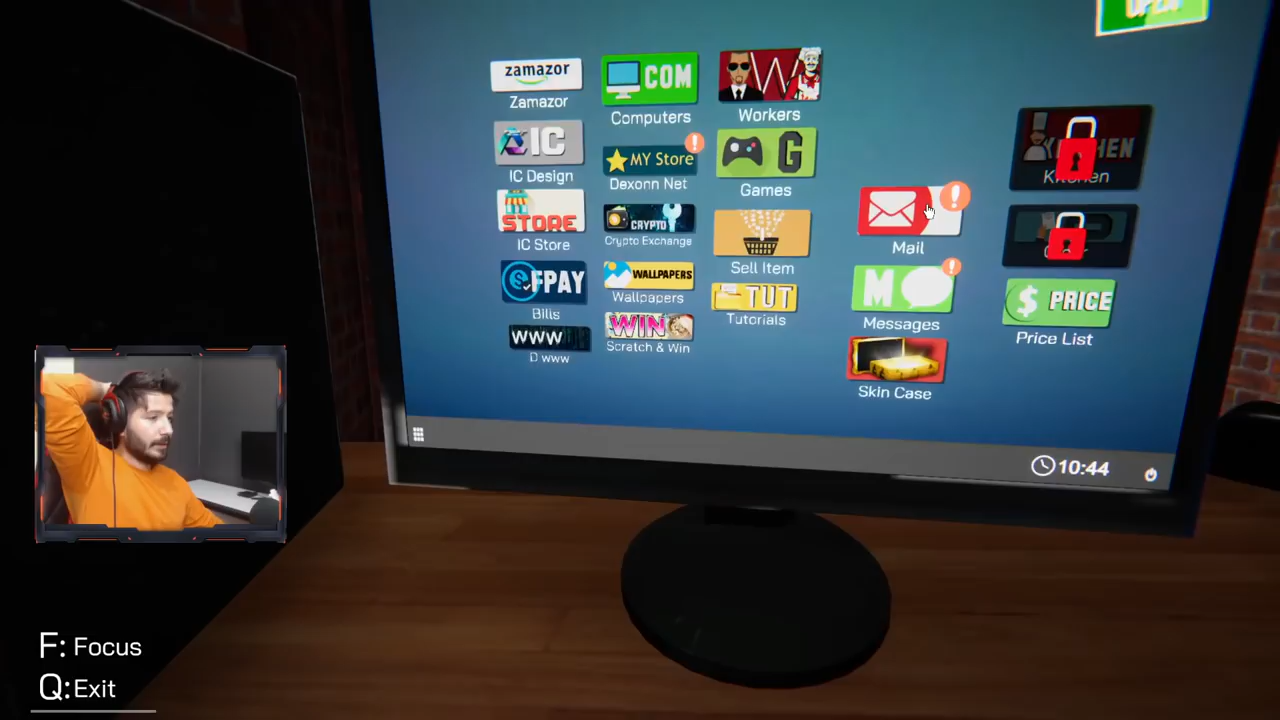 OPEN
zamazor
Zamazor
COM
Computers
W
Workers
IC
IC Design
MY Store
Dexonn Net
G
Games
STORE
IC Store
CRYPTO
Crypto Exchange
Sell Item
FPAY
Bills
WALLPAPERS
Wallpapers
TUT
Tutorials
WWW
D www
WIN
Scratch & Win
Mail
M
Messages
Skin Case
Kitchen
$ PRICE
Price List
10:44
F: Focus
Q: Exit